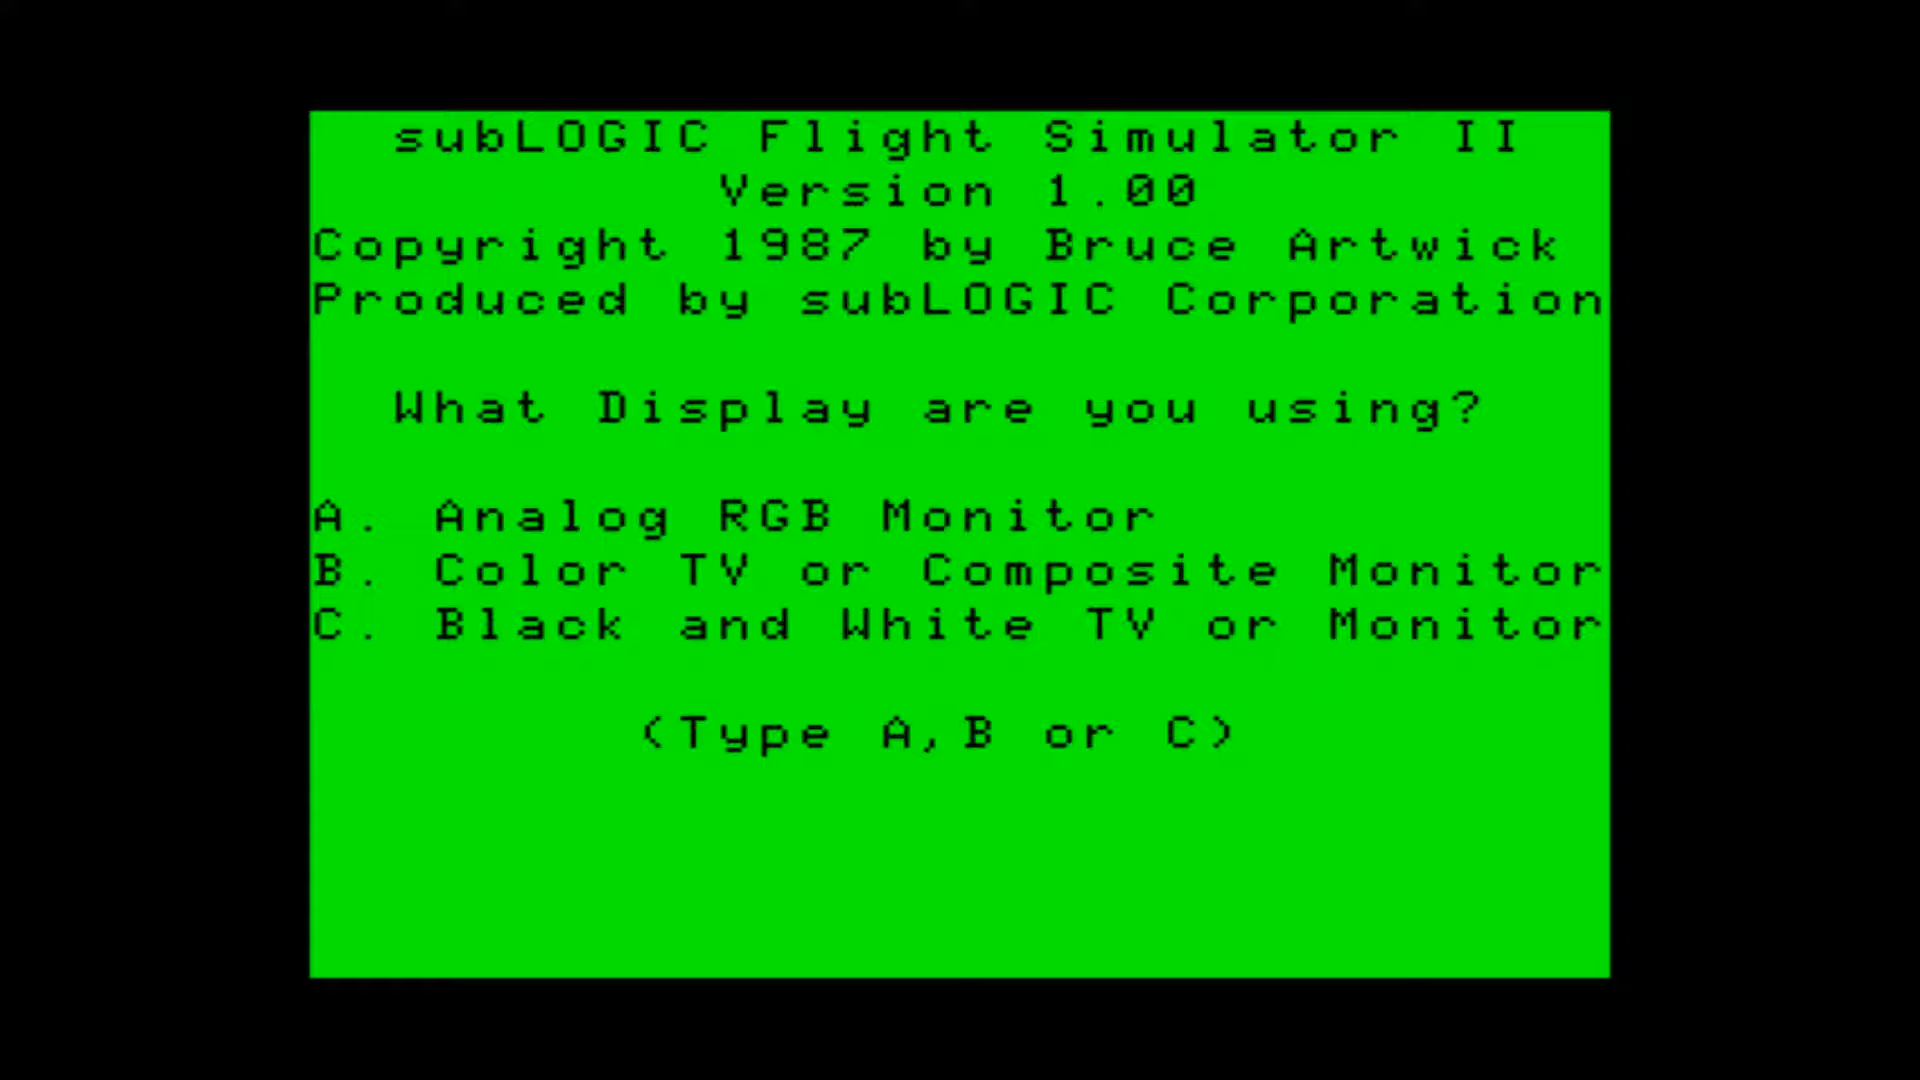 subLOGIC Flight Simulator II
Version 1.00
Copyright 1987 by Bruce Artwick
Produced by subLOGIC Corporation
What Display are you using?
A. Analog RGB Monitor
B. Color TV or Composite Monitor
C. Black and White TV or Monitor
(Type A,B or C)